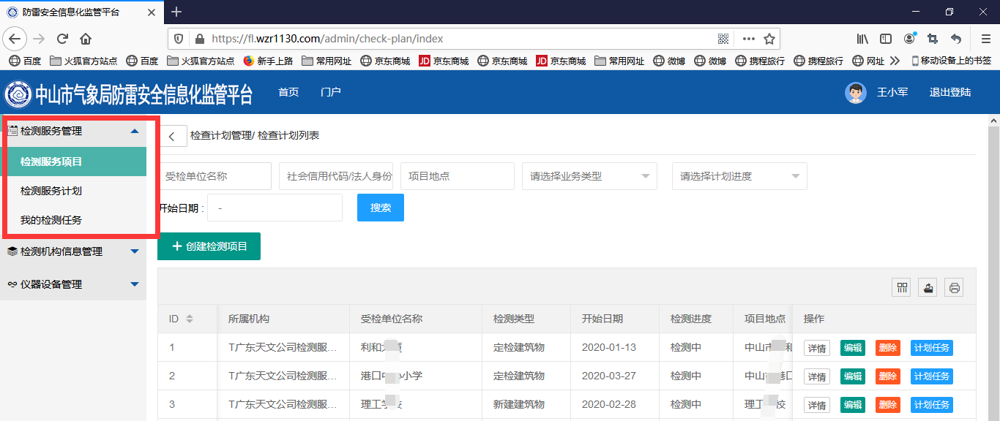 防雷安全信息化监管平台
https://fl.wzr1130.com/admin/check-plan/index
百度 火狐官方站点 百度 火狐官方站点 新手上路 常用网址 京东商城 JD 京东商城 京东商城 JD 京东商城 常用网址 微博 微博 携程旅行 携程旅行 网址 移动设备上的书签
中山市气象局防雷安全信息化监管平台 首页 门户 王小军 退出登陆
检测服务管理
检测服务项目
检测服务计划
我的检测任务
检测机构信息管理
仪器设备管理
检查计划管理/ 检查计划列表
受检单位名称 社会信用代码/法人身份 项目地点 请选择业务类型 请选择计划进度
开始日期 : - 搜索
创建检测项目
ID 所属机构 受检单位名称 检测类型 开始日期 检测进度 项目地点 操作
1 T广东天文公司检测服... 利和 定检建筑物 2020-01-13 检测中 中山 详情 编辑 删除 计划任务
2 T广东天文公司检测服... 港口 小学 定检建筑物 2020-03-27 检测中 中山 港口 详情 编辑 删除 计划任务
3 T广东天文公司检测服... 理工 新建建筑物 2020-02-28 检测中 理工 校 详情 编辑 删除 计划任务